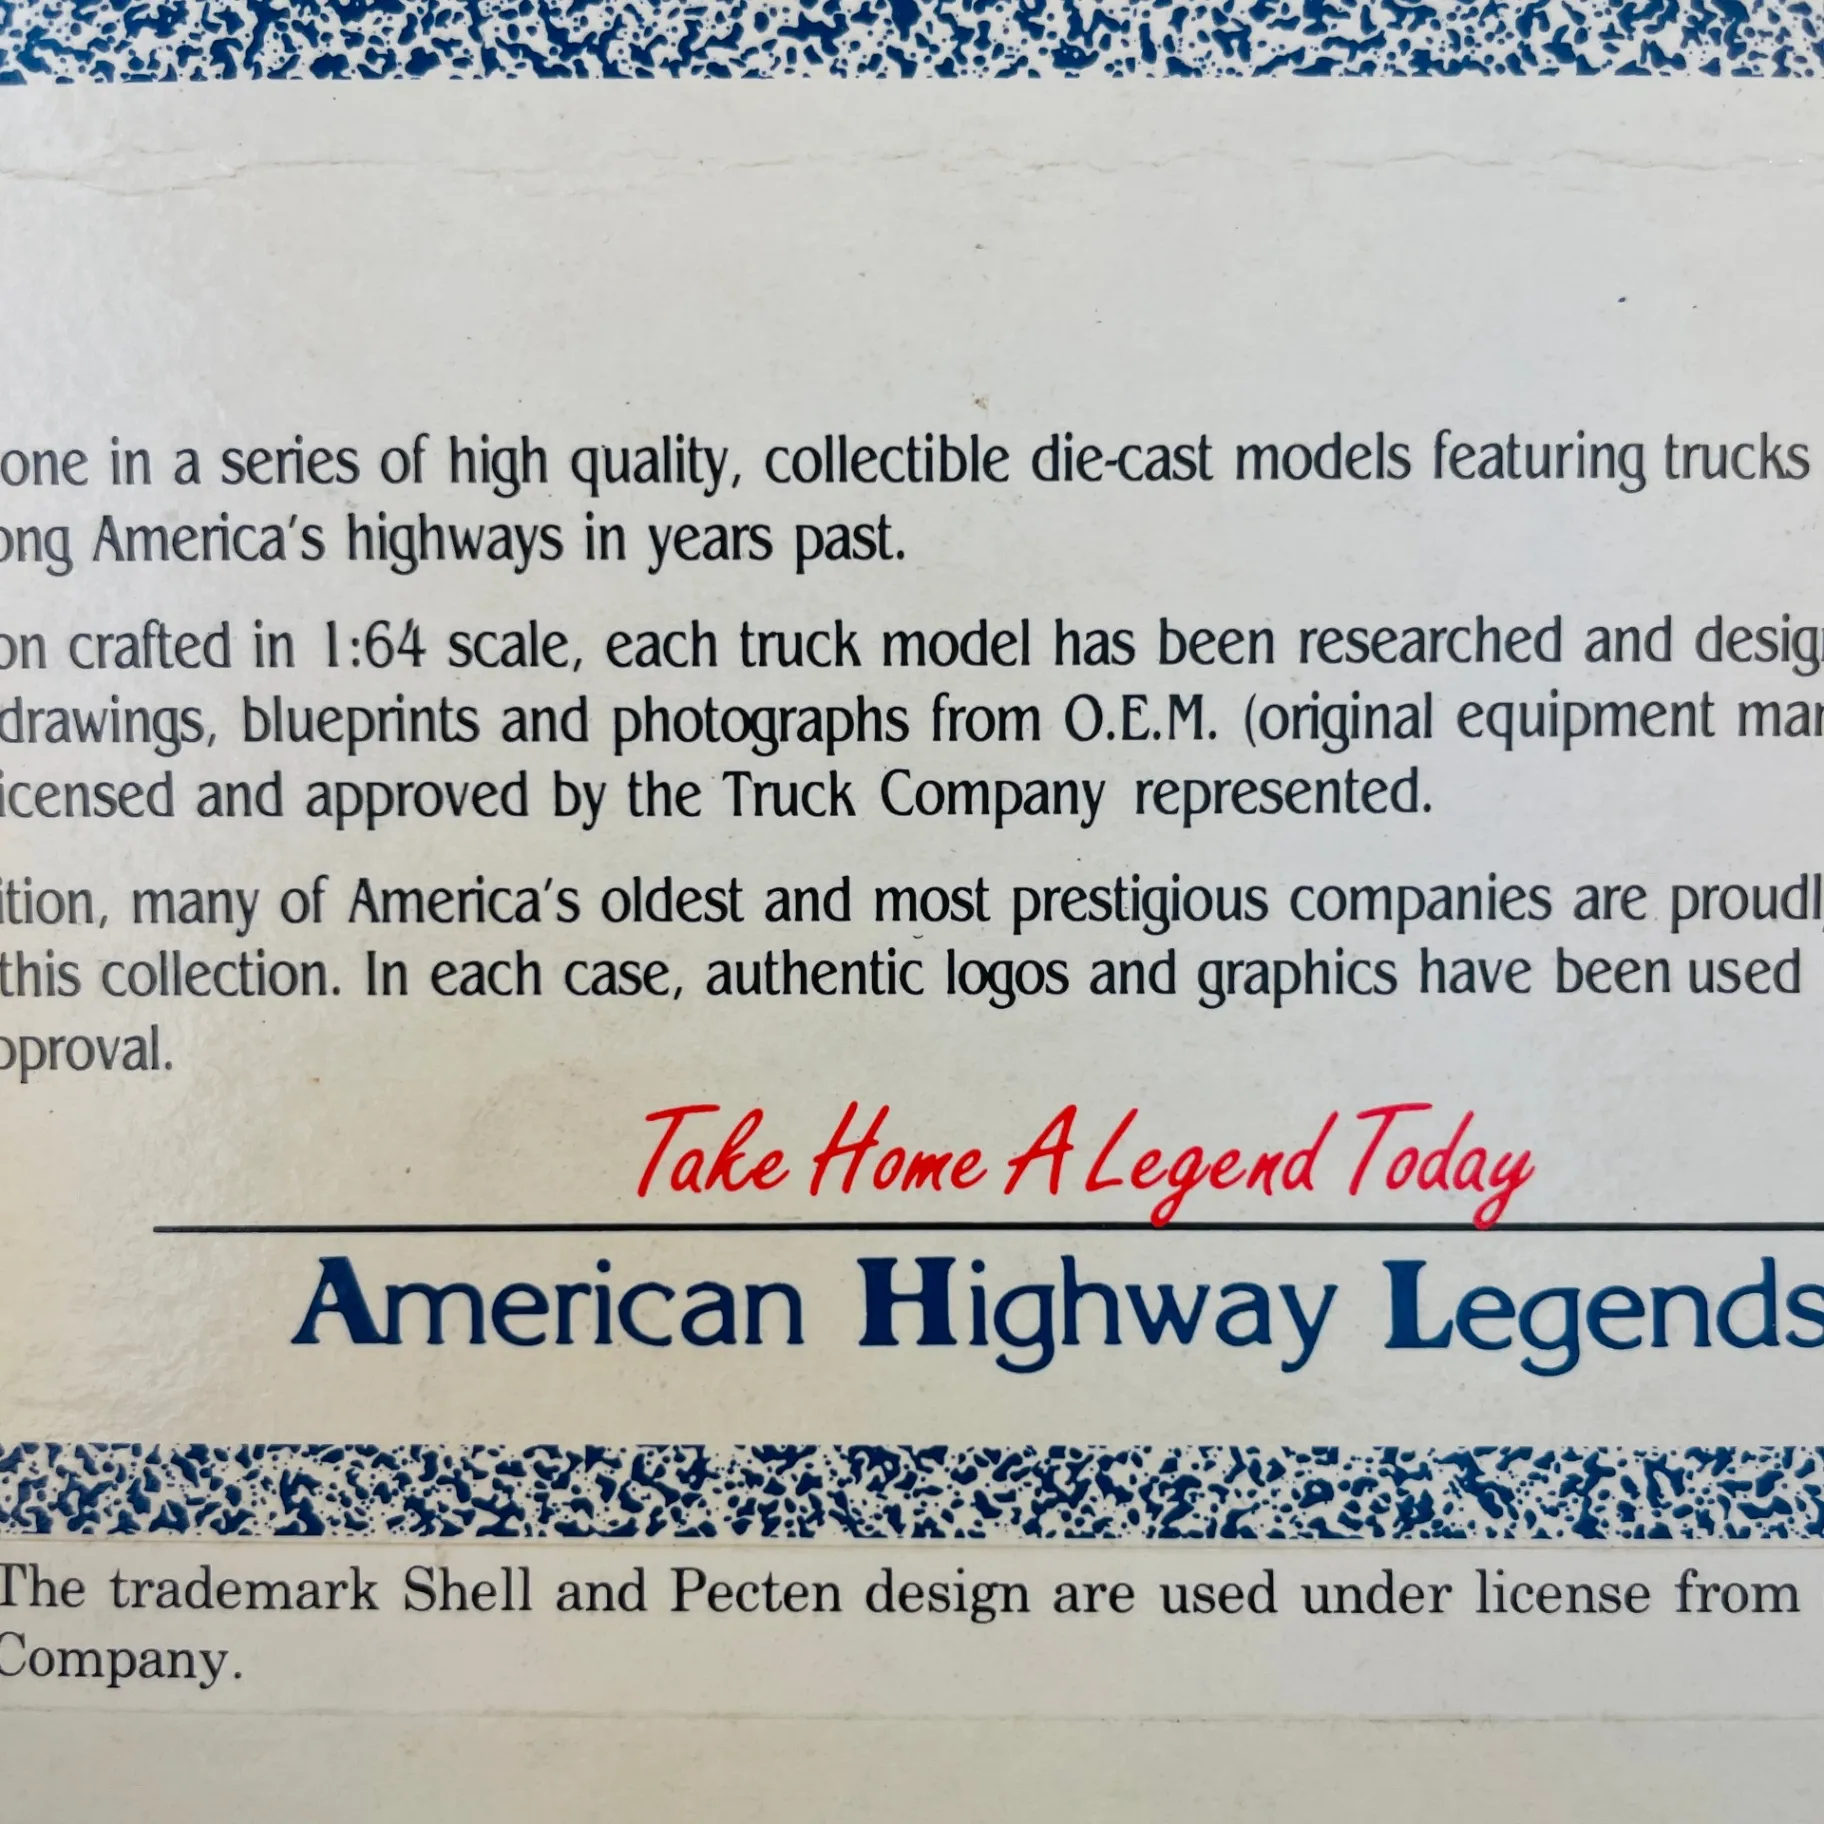 one in a series of high quality, collectible die-cast models featuring trucks
ong America's highways in years past.
on crafted in 1:64 scale, each truck model has been researched and desig
drawings, blueprints and photographs from O.E.M. (original equipment man
icensed and approved by the Truck Company represented.
ition, many of America's oldest and most prestigious companies are proudly
this collection. In each case, authentic logos and graphics have been used
pproval.
Take Home A Legend Today
American Highway Legends
The trademark Shell and Pecten design are used under license from
Company.